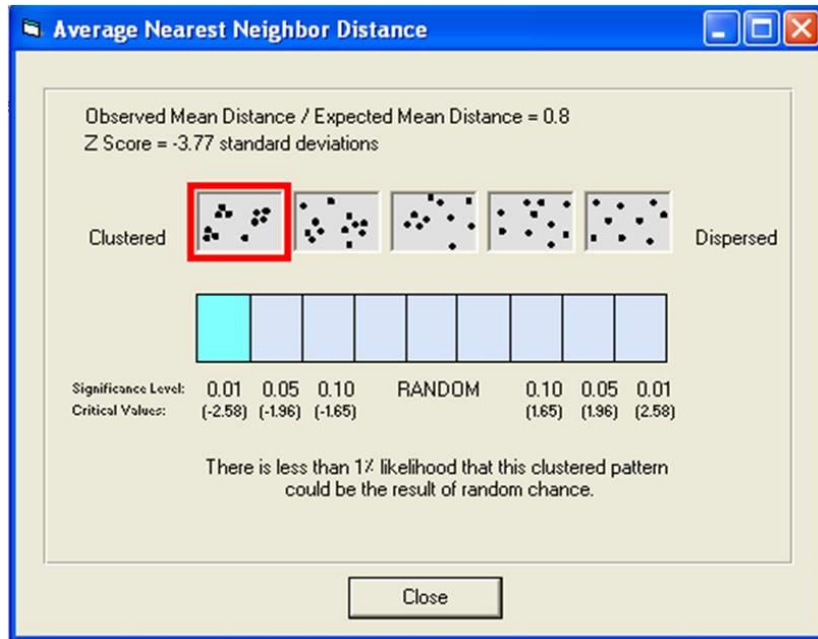 Average Nearest Neighbor Distance
Observed Mean Distance / Expected Mean Distance = 0.8
Z Score = -3.77 standard deviations
Clustered
Dispersed
Significance Level: 0.01 0.05 0.10 RANDOM 0.10 0.05 0.01
Critical Values: (-2.58) (-1.96) (-1.65) (1.65) (1.96) (2.58)
There is less than 1% likelihood that this clustered pattern
could be the result of random chance.
Close